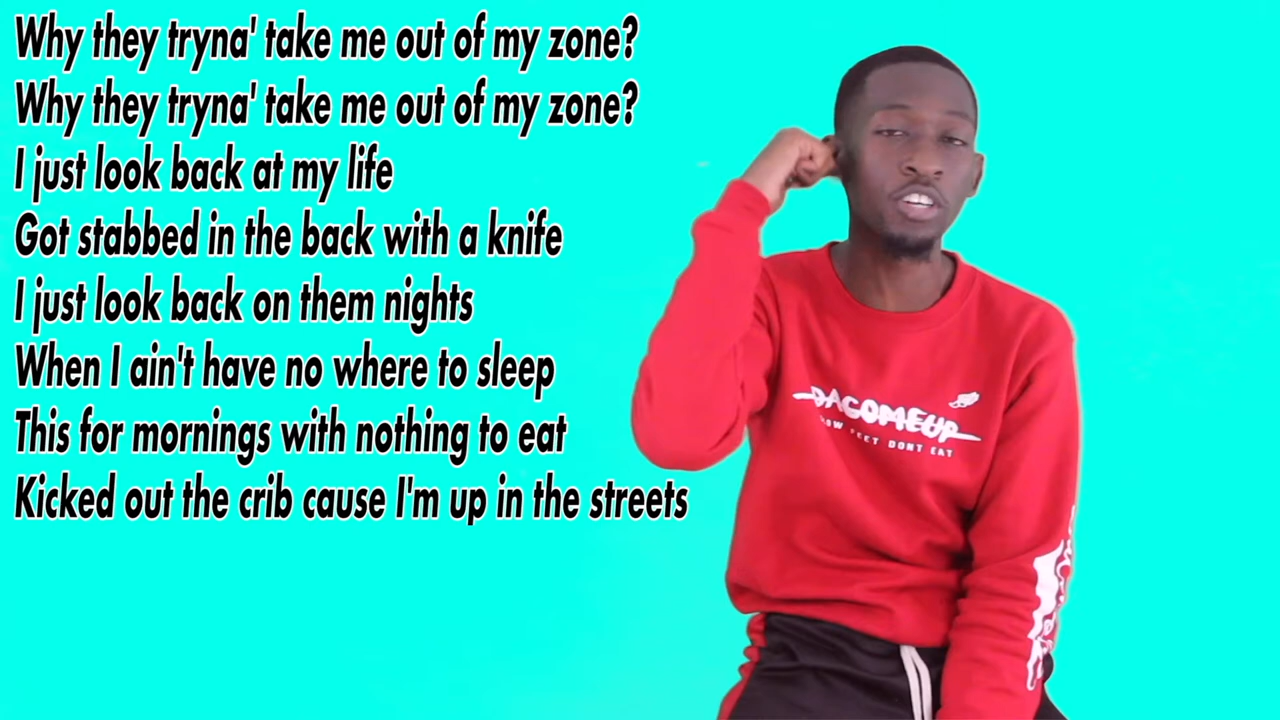 Why they tryna' take me out of my zone?
Why they tryna' take me out of my zone?
I just look back at my life
Got stabbed in the back with a knife
I just look back on them nights
When I ain't have no where to sleep
This for mornings with nothing to eat
Kicked out the crib cause I'm up in the streets
DACOMEUP
FEET DONT EAT